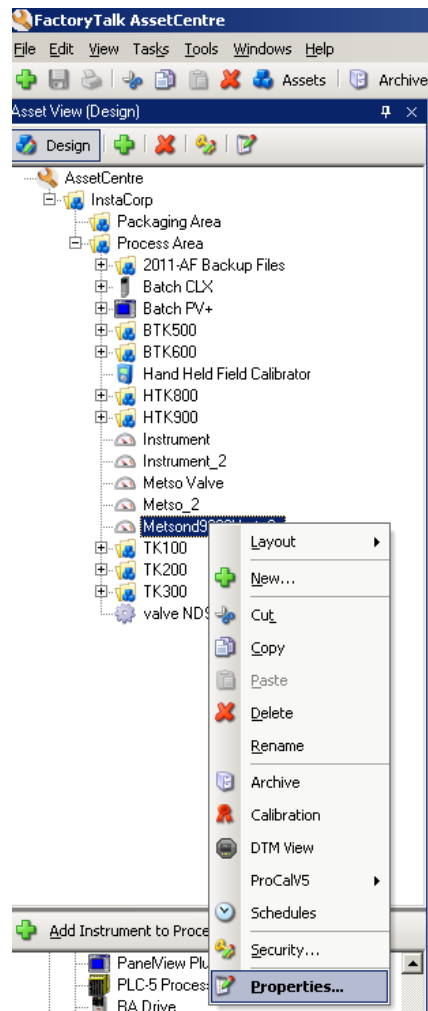 FactoryTalk AssetCentre
File Edit View Tasks Tools Windows Help
Assets Archive
Asset View (Design)
Design
AssetCentre
InstaCorp
Packaging Area
Process Area
2011-AF Backup Files
Batch CLX
Batch PV+
BTK500
BTK600
Hand Held Field Calibrator
HTK800
HTK900
Instrument
Instrument_2
Metso Valve
Metso_2
TK100
TK200
TK300
valve
Layout
New...
Cut
Copy
Paste
Delete
Rename
Archive
Calibration
DTM View
ProCalV5
Schedules
Security...
Properties...
Add Instrument to
PanelView
PLC-5
RA Drive